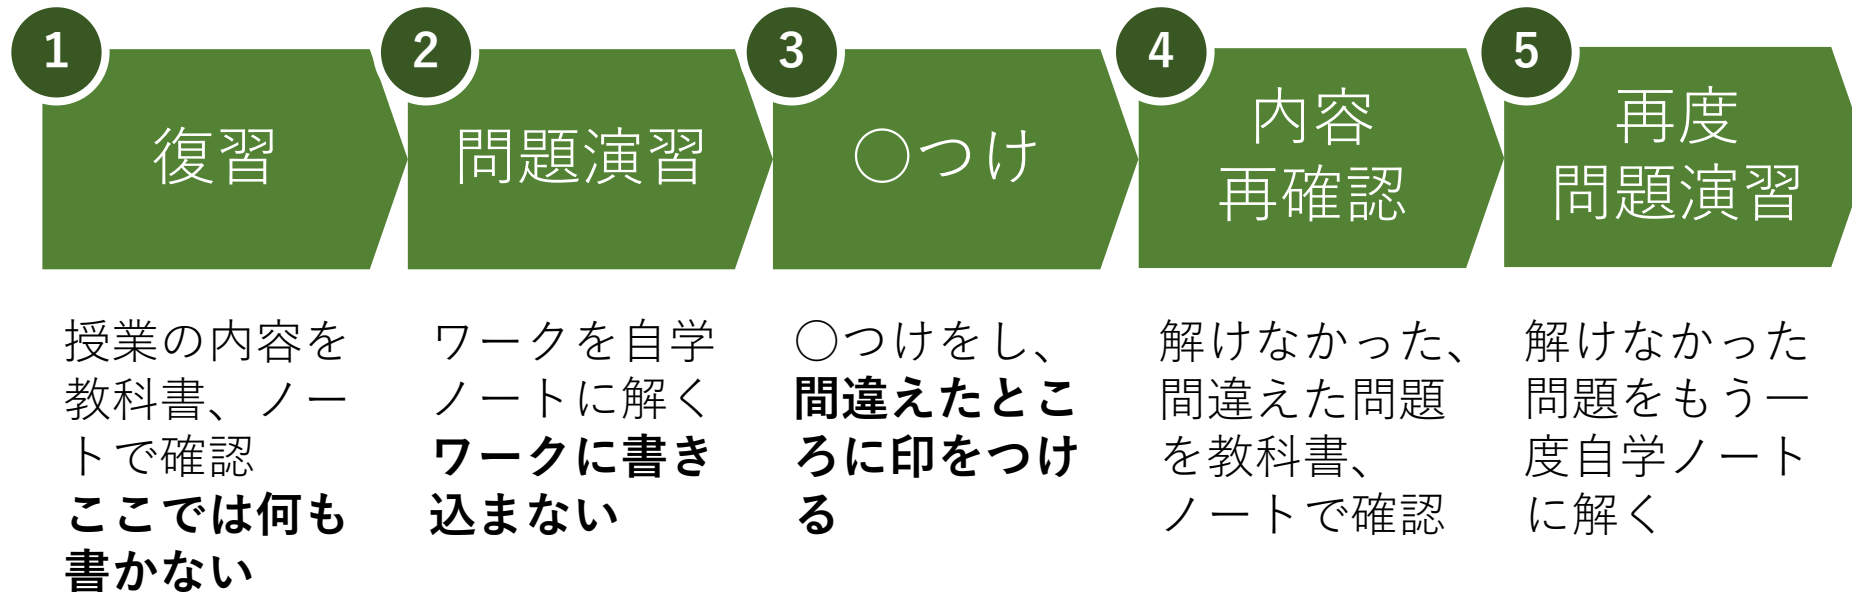 1
復習
授業の内容を
教科書、ノー
トで確認
ここでは何も
書かない
2
問題演習
ワークを自学
ノートに解く
ワークに書き
込まない
3
○つけ
○つけをし、
間違えたとこ
ろに印をつけ
る
4
内容
再確認
解けなかった、
間違えた問題
を教科書、
ノートで確認
5
再度
問題演習
解けなかった
問題をもう一
度自学ノート
に解く